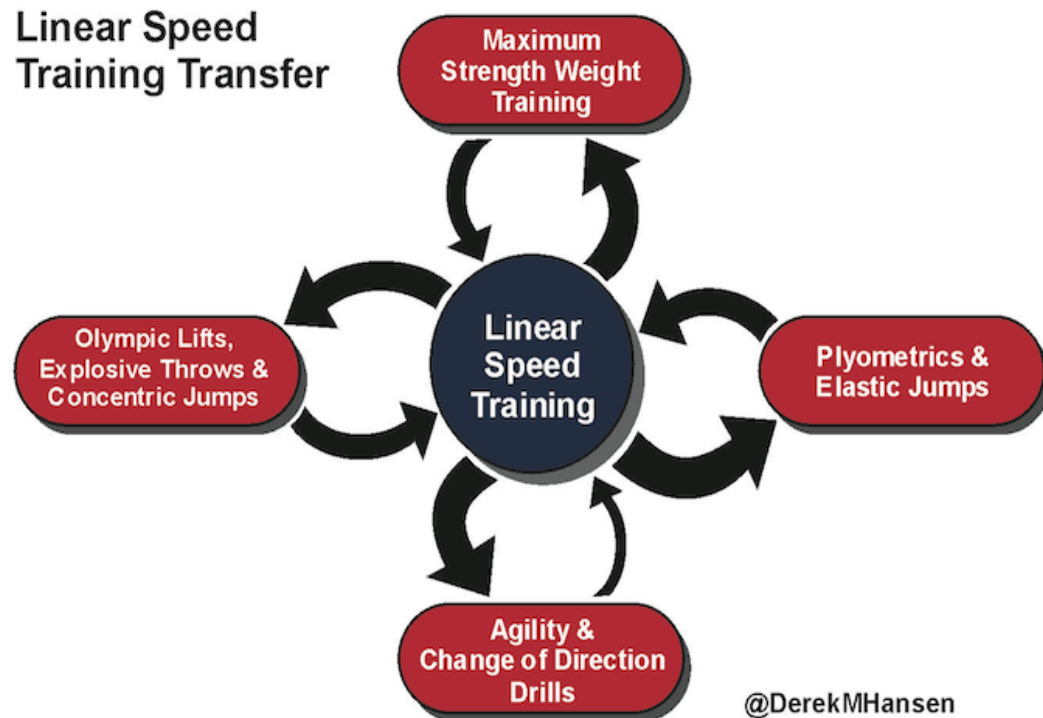 Linear Speed
Training Transfer
Maximum
Strength Weight
Training
Olympic Lifts,
Explosive Throws &
Concentric Jumps
Linear
Speed
Training
Plyometrics &
Elastic Jumps
Agility &
Change of Direction
Drills
@DerekMHansen